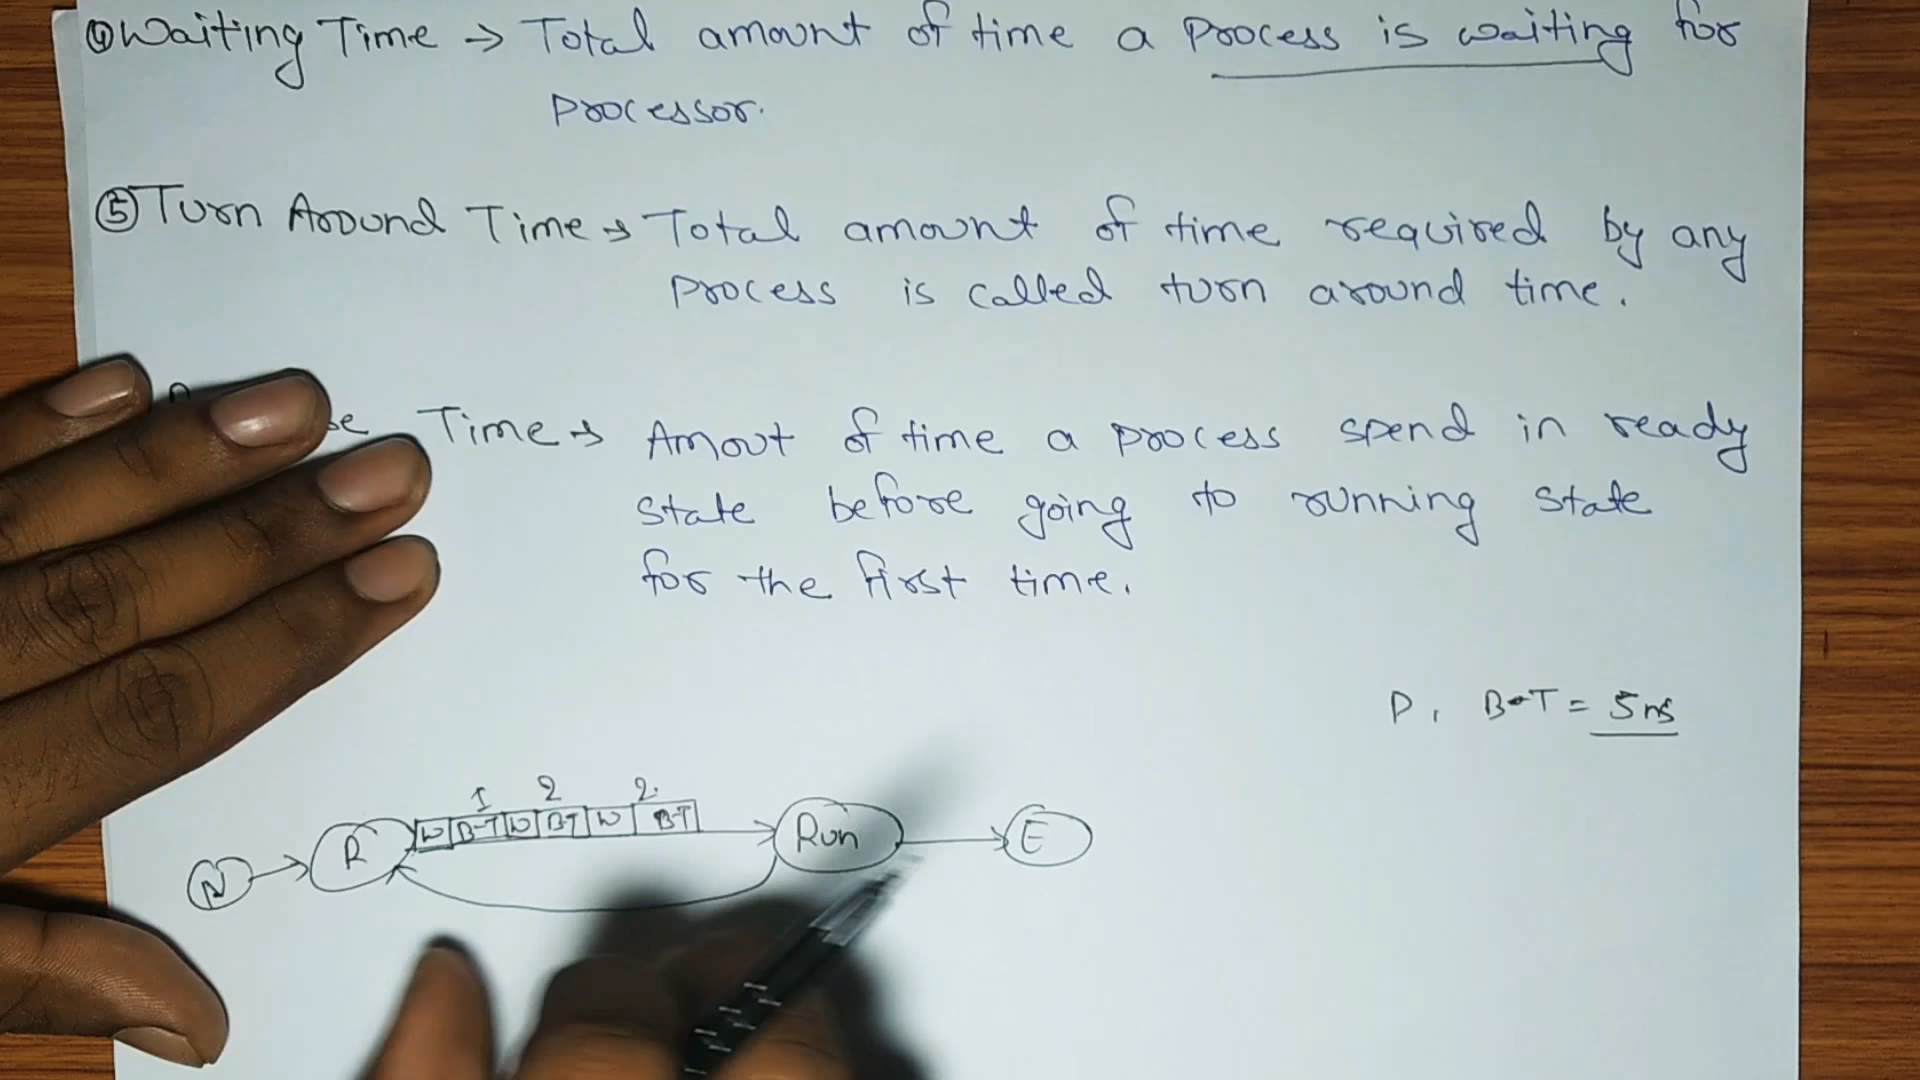 ④ Waiting Time → Total amount of time a process is waiting for
processor.
⑤ Turn Around Time → Total amount of time required by any
process is called turn around time.
Time → Amout of time a process spend in ready
state before going to running state
for the first time.
P1 B.T = 5ns
1 2 2.
N R W B-T W B-T W B-T Run E